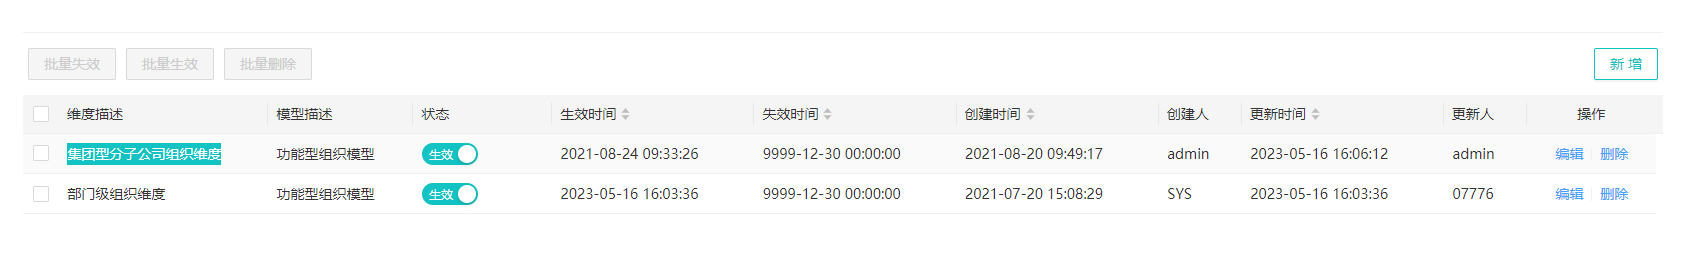 批量失效 批量生效 批量删除 新 增
维度描述 模型描述 状态 生效时间 失效时间 创建时间 创建人 更新时间 更新人 操作
集团型分子公司组织维度 功能型组织模型 生效 2021-08-24 09:33:26 9999-12-30 00:00:00 2021-08-20 09:49:17 admin 2023-05-16 16:06:12 admin 编辑 删除
部门级组织维度 功能型组织模型 生效 2023-05-16 16:03:36 9999-12-30 00:00:00 2021-07-20 15:08:29 SYS 2023-05-16 16:03:36 07776 编辑 删除